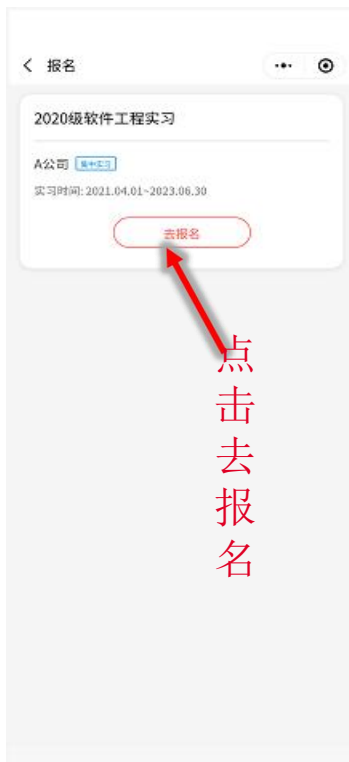 报名
2020级软件工程实习
A公司 集中实习
实习时间: 2021.04.01~2023.06.30
去报名
点
击
去
报
名